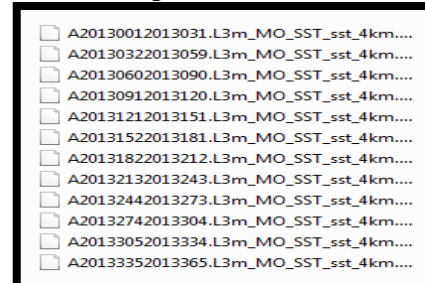 A20130012013031.L3m_MO_SST_sst_4km....
A20130322013059.L3m_MO_SST_sst_4km....
A20130602013090.L3m_MO_SST_sst_4km....
A20130912013120.L3m_MO_SST_sst_4km....
A20131212013151.L3m_MO_SST_sst_4km....
A20131522013181.L3m_MO_SST_sst_4km....
A20131822013212.L3m_MO_SST_sst_4km....
A20132132013243.L3m_MO_SST_sst_4km....
A20132442013273.L3m_MO_SST_sst_4km....
A20132742013304.L3m_MO_SST_sst_4km....
A20133052013334.L3m_MO_SST_sst_4km....
A20133352013365.L3m_MO_SST_sst_4km....